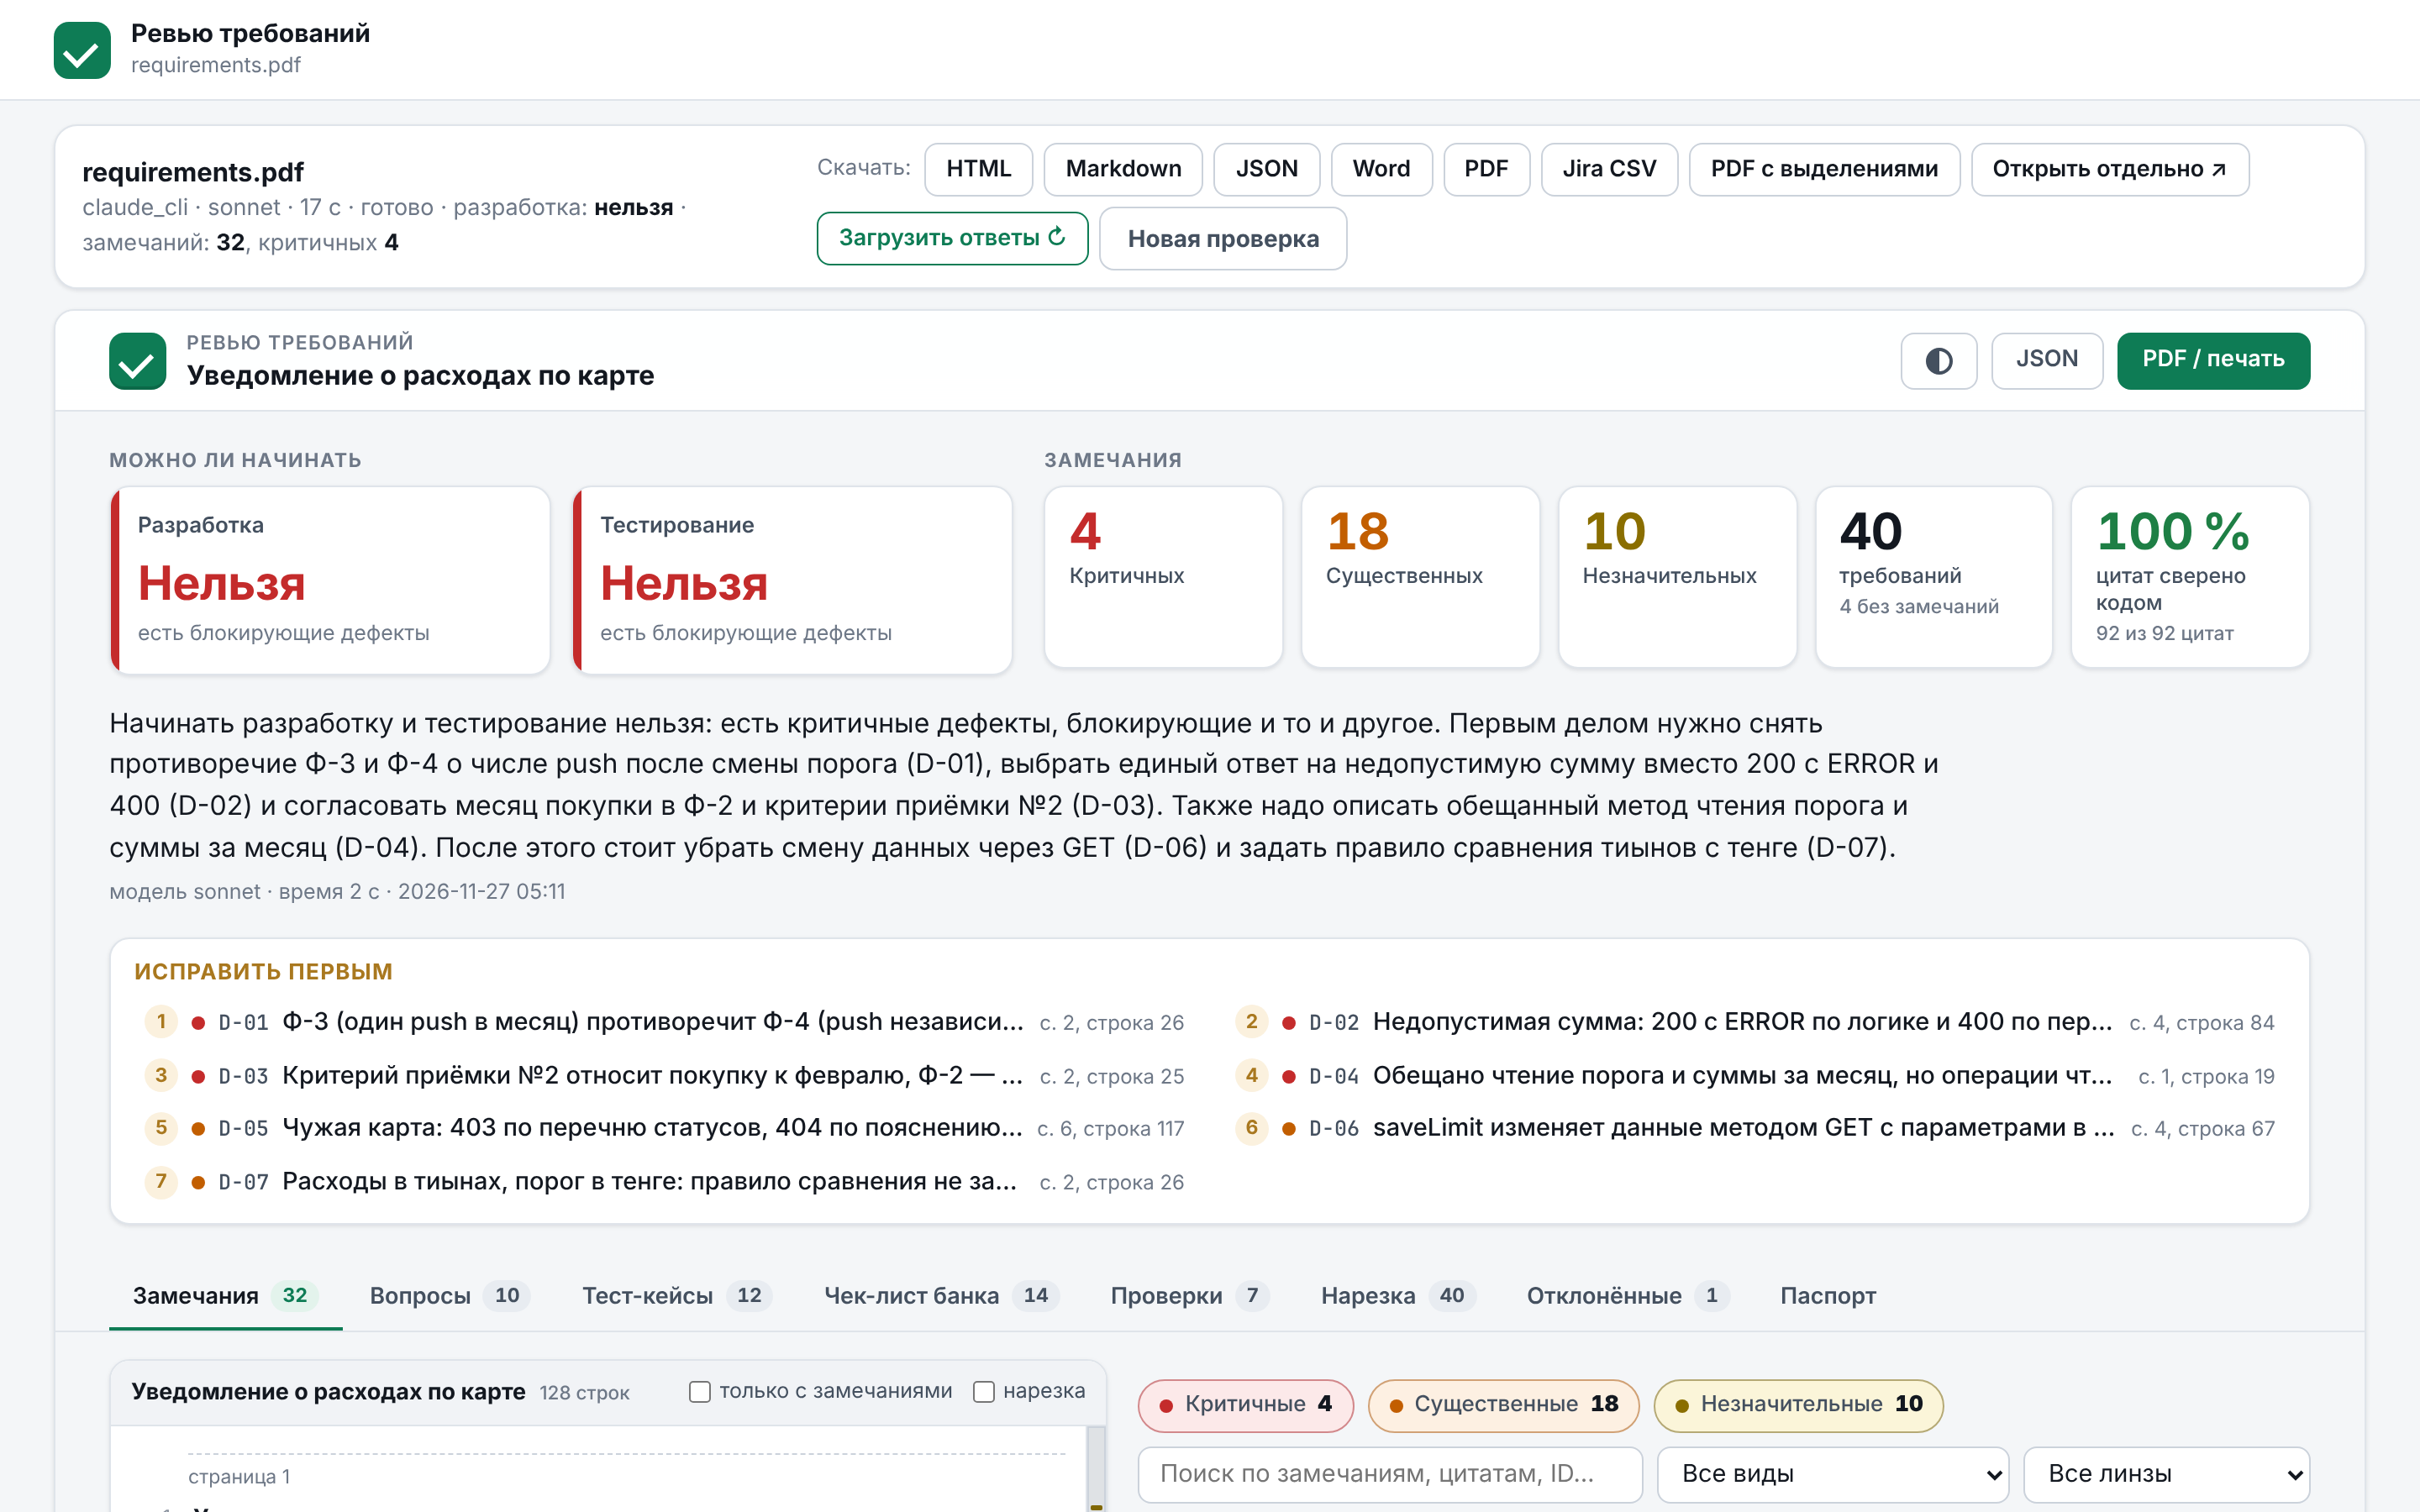 Ревью требований
requirements.pdf
requirements.pdf
claude_cli · sonnet · 17 с · готово · разработка: нельзя ·
замечаний: 32, критичных 4
Скачать: HTML Markdown JSON Word PDF Jira CSV PDF с выделениями Открыть отдельно ↗
Загрузить ответы ↻ Новая проверка
РЕВЬЮ ТРЕБОВАНИЙ
Уведомление о расходах по карте
JSON PDF / печать
МОЖНО ЛИ НАЧИНАТЬ
Разработка
Нельзя
есть блокирующие дефекты
Тестирование
Нельзя
есть блокирующие дефекты
ЗАМЕЧАНИЯ
4
Критичных
18
Существенных
10
Незначительных
40
требований
4 без замечаний
100 %
цитат сверено
кодом
92 из 92 цитат
Начинать разработку и тестирование нельзя: есть критичные дефекты, блокирующие и то и другое. Первым делом нужно снять
противоречие Ф-3 и Ф-4 о числе push после смены порога (D-01), выбрать единый ответ на недопустимую сумму вместо 200 с ERROR и
400 (D-02) и согласовать месяц покупки в Ф-2 и критерии приёмки №2 (D-03). Также надо описать обещанный метод чтения порога и
суммы за месяц (D-04). После этого стоит убрать смену данных через GET (D-06) и задать правило сравнения тиынов с тенге (D-07).
модель sonnet · время 2 с · 2026-11-27 05:11
ИСПРАВИТЬ ПЕРВЫМ
1 D-01 Ф-3 (один push в месяц) противоречит Ф-4 (push независи... с. 2, строка 26
2 D-02 Недопустимая сумма: 200 с ERROR по логике и 400 по пер... с. 4, строка 84
3 D-03 Критерий приёмки №2 относит покупку к февралю, Ф-2 — ... с. 2, строка 25
4 D-04 Обещано чтение порога и суммы за месяц, но операции чт... с. 1, строка 19
5 D-05 Чужая карта: 403 по перечню статусов, 404 по пояснению... с. 6, строка 117
6 D-06 saveLimit изменяет данные методом GET с параметрами в ... с. 4, строка 67
7 D-07 Расходы в тиынах, порог в тенге: правило сравнения не за... с. 2, строка 26
Замечания 32 Вопросы 10 Тест-кейсы 12 Чек-лист банка 14 Проверки 7 Нарезка 40 Отклонённые 1 Паспорт
Уведомление о расходах по карте 128 строк только с замечаниями нарезка
страница 1
Критичные 4 Существенные 18 Незначительные 10
Поиск по замечаниям, цитатам, ID... Все виды Все линзы